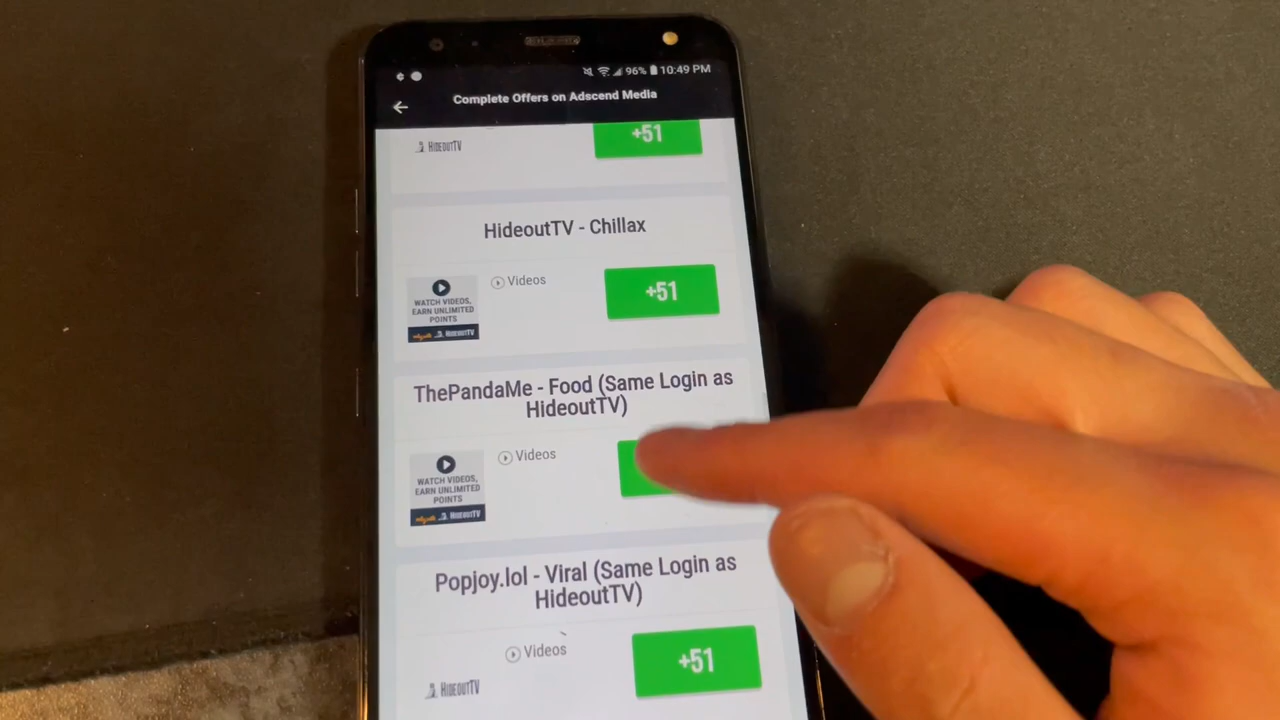 96% 10:49 PM
Complete Offers on Adscend Media
HIDEOUTTV
+51
HideoutTV - Chillax
Videos
+51
WATCH VIDEOS,
EARN UNLIMITED
POINTS
HIDEOUTTV
ThePandaMe - Food (Same Login as
HideoutTV)
Videos
WATCH VIDEOS,
EARN UNLIMITED
POINTS
HIDEOUTTV
Popjoy.lol - Viral (Same Login as
HideoutTV)
Videos
+51
HIDEOUTTV